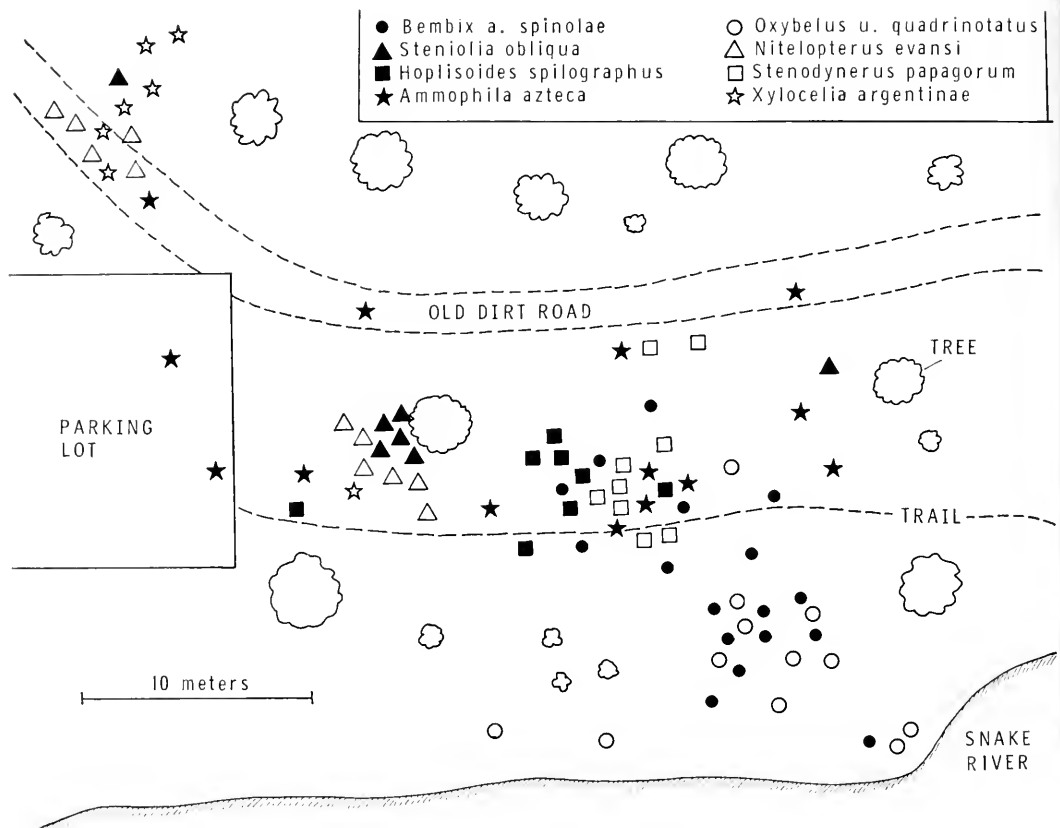 Bembix a. spinolae
Steniolia obliqua
Hoplisoides spilographus
Ammophila azteca
Oxybelus u. quadrinotatus
Nitelopterus evansi
Stenodynerus papagorum
Xylocelia argentinae
OLD DIRT ROAD
TREE
PARKING
LOT
TRAIL
10 meters
SNAKE
RIVER